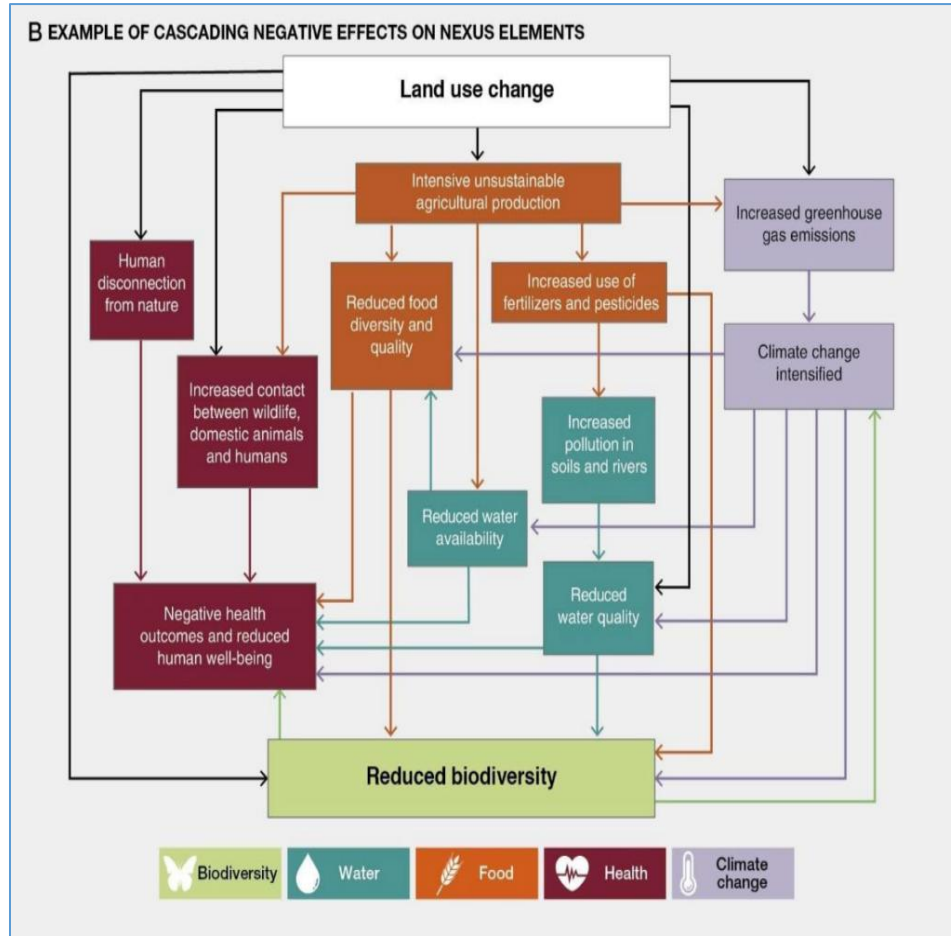 B EXAMPLE OF CASCADING NEGATIVE EFFECTS ON NEXUS ELEMENTS
Land use change
Intensive unsustainable
agricultural production
Increased greenhouse
gas emissions
Human
disconnection
from nature
Reduced food
diversity and
quality
Increased use of
fertilizers and pesticides
Climate change
intensified
Increased contact
between wildlife,
domestic animals
and humans
Increased
pollution in
soils and rivers
Reduced water
availability
Reduced
water quality
Negative health
outcomes and reduced
human well-being
Reduced biodiversity
Biodiversity
Water
Food
Health
Climate
change